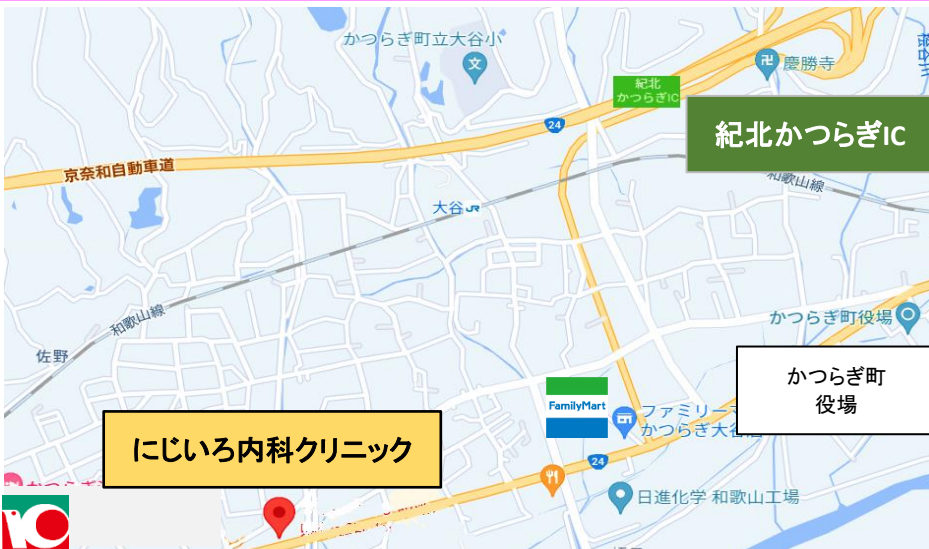 かつらぎ町立大谷小
文
卍 慶勝寺
紀北
かつらぎIC
24
紀北かつらぎIC
京奈和自動車道
和歌山線
大谷 JR
和歌山線
かつらぎ町役場
佐野
かつらぎ町
役場
FamilyMart
ファミリーマ
かつらぎ大谷
にじいろ内科クリニック
24
日進化学 和歌山工場